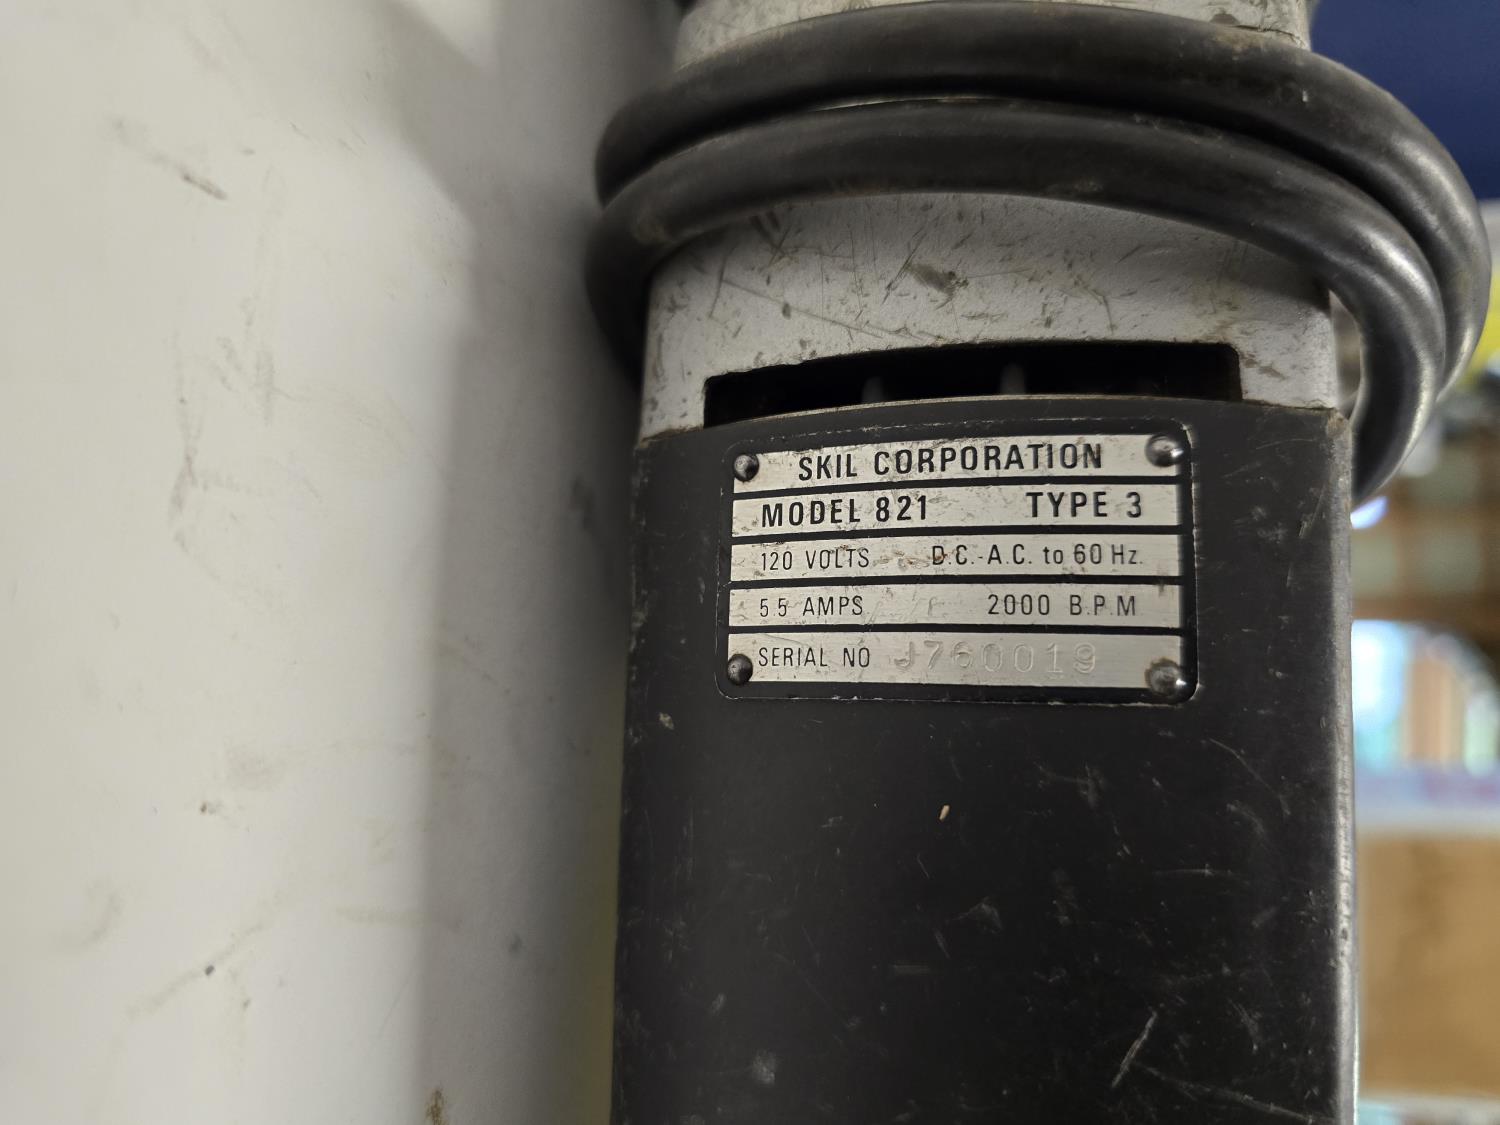 SKIL CORPORATION
MODEL 821 TYPE 3
120 VOLTS D.C.-A.C. to 60 Hz.
5.5 AMPS 2000 B.P.M
SERIAL NO J760019